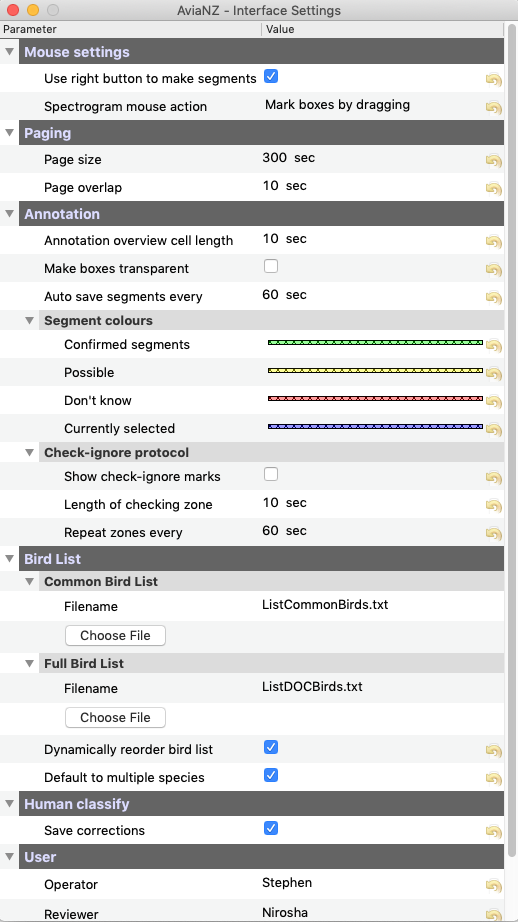 AviaNZ - Interface Settings
Parameter Value
Mouse settings
Use right button to make segments
Spectrogram mouse action Mark boxes by dragging
Paging
Page size 300 sec
Page overlap 10 sec
Annotation
Annotation overview cell length 10 sec
Make boxes transparent
Auto save segments every 60 sec
Segment colours
Confirmed segments
Possible
Don't know
Currently selected
Check-ignore protocol
Show check-ignore marks
Length of checking zone 10 sec
Repeat zones every 60 sec
Bird List
Common Bird List
Filename ListCommonBirds.txt
Choose File
Full Bird List
Filename ListDOCBirds.txt
Choose File
Dynamically reorder bird list
Default to multiple species
Human classify
Save corrections
User
Operator Stephen
Reviewer Nirosha